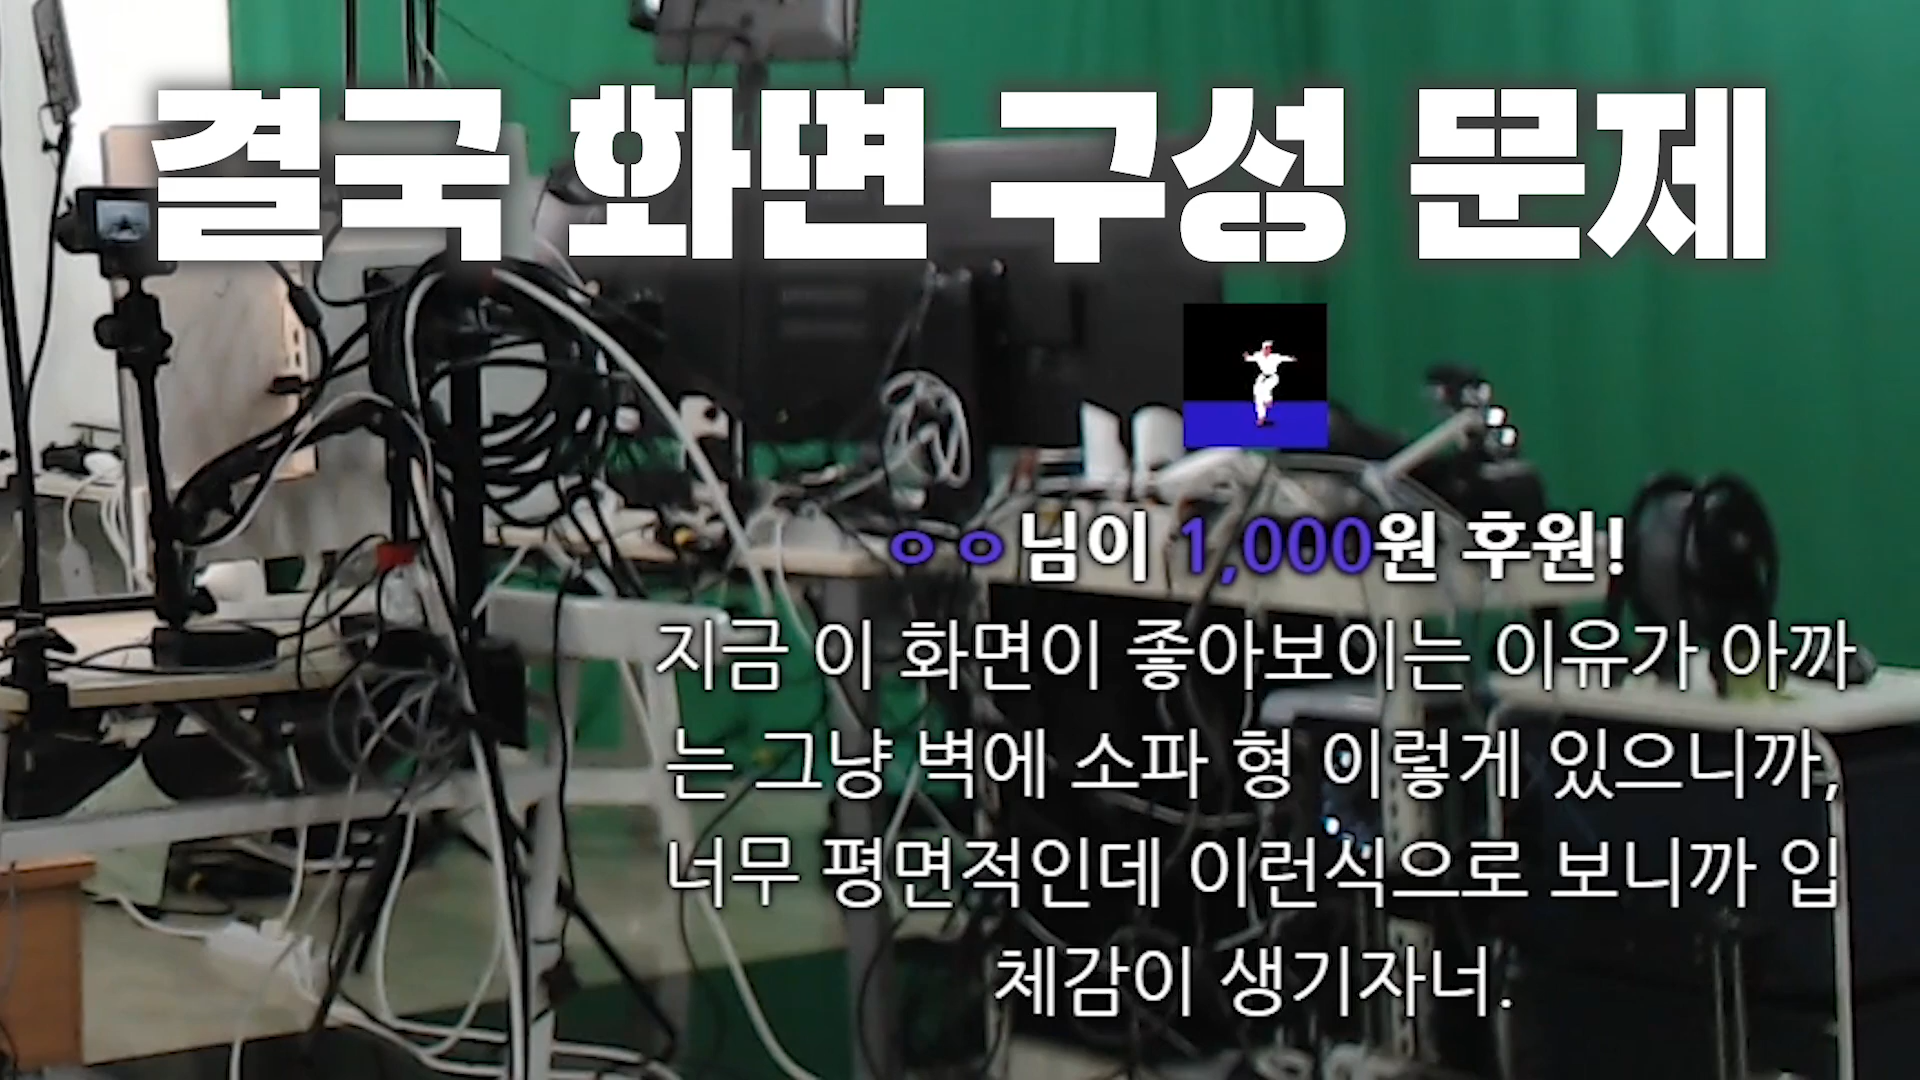 결국 화면 구성 문제
ㅇㅇ님이 1,000원 후원!
지금 이 화면이 좋아보이는 이유가 아까
는 그냥 벽에 소파 형 이렇게 있으니까,
너무 평면적인데 이런식으로 보니까 입
체감이 생기자너.